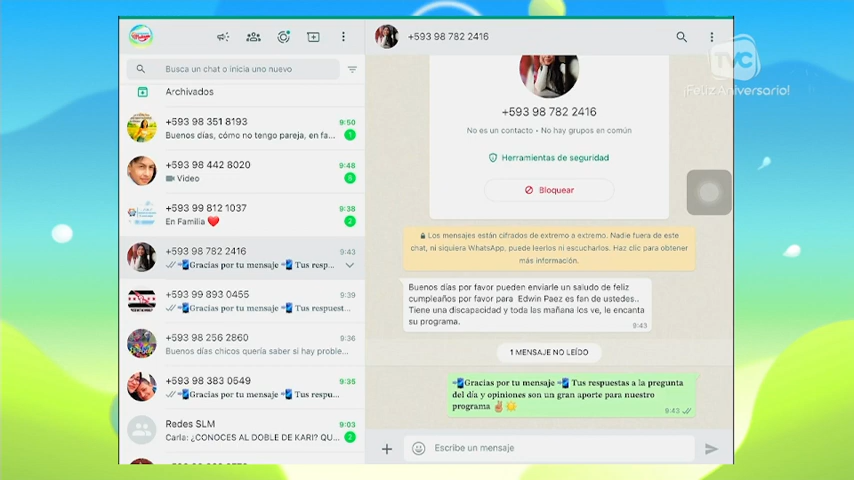 +593 98 782 2416
TVC
¡Feliz Aniversario!
Busca un chat o inicia uno nuevo
Archivados
+593 98 351 8193
9:50
Buenos días, cómo no tengo pareja, en fa...
1
+593 98 442 8020
9:48
Video
+593 99 812 1037
9:38
En Familia ❤️
2
+593 98 782 2416
9:43
📲Gracias por tu mensaje 📲 Tus resp...
+593 99 893 0455
9:39
📲Gracias por tu mensaje 📲 Tus respuest...
+593 98 256 2860
9:36
Buenos días chicos quería saber si hay proble...
+593 98 383 0549
9:35
📲Gracias por tu mensaje 📲 Tus respu...
Redes SLM
9:03
Carla: ¿CONOCES AL DOBLE DE KARI? QU...
2
+593 98 782 2416
No es un contacto • No hay grupos en común
Herramientas de seguridad
Bloquear
Los mensajes están cifrados de extremo a extremo. Nadie fuera de este
chat, ni siquiera WhatsApp, puede leerlos ni escucharlos. Haz clic para obtener
más información.
Buenos días por favor pueden enviarle un saludo de feliz
cumpleaños por favor para Edwin Paez es fan de ustedes..
Tiene una discapacidad y toda las mañana los ve, le encanta
su programa.
9:43
1 MENSAJE NO LEÍDO
📲Gracias por tu mensaje 📲 Tus respuestas a la pregunta
del día y opiniones son un gran aporte para nuestro
programa ✌🏽☀️
9:43
Escribe un mensaje